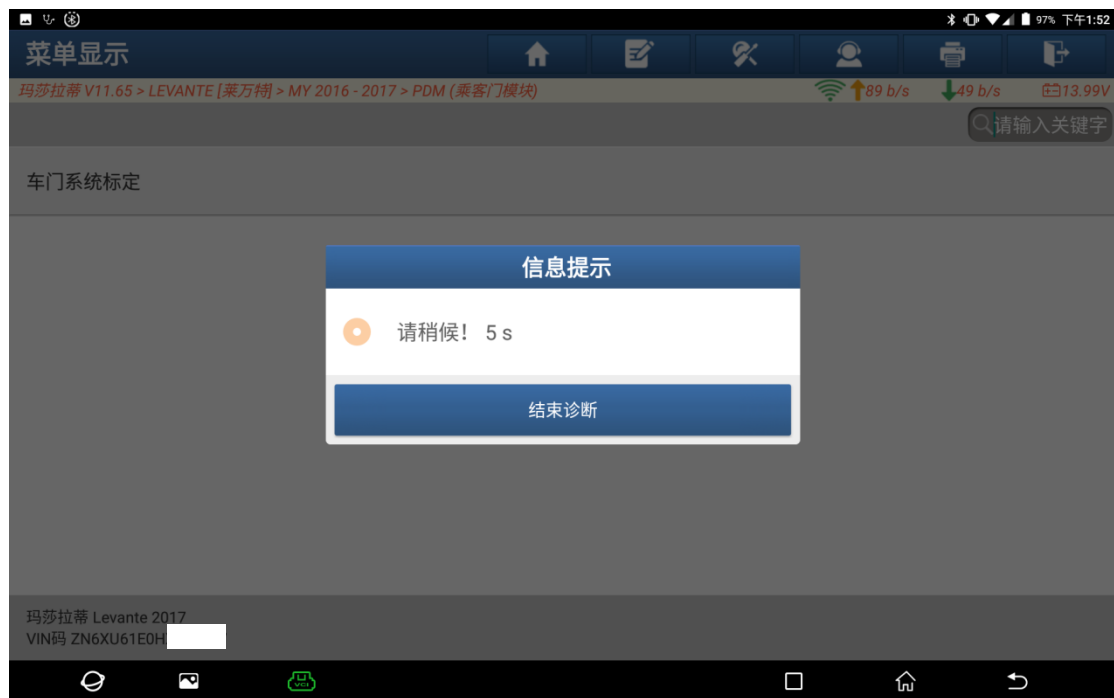 97% 下午1:52
菜单显示
玛莎拉蒂 V11.65 > LEVANTE [莱万特] > MY 2016 - 2017 > PDM (乘客门模块) 89 b/s 49 b/s 13.99V
请输入关键字
车门系统标定
信息提示
请稍候! 5 s
结束诊断
玛莎拉蒂 Levante 2017
VIN码 ZN6XU61E0H
VCI